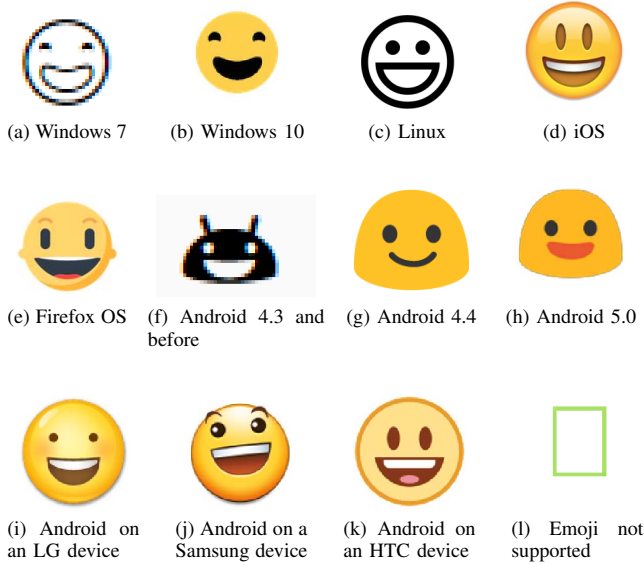 (a) Windows 7
(b) Windows 10
(c) Linux
(d) iOS
(e) Firefox OS
(f) Android 4.3 and
before
(g) Android 4.4
(h) Android 5.0
(i) Android on
an LG device
(j) Android on a
Samsung device
(k) Android on
an HTC device
(l) Emoji not
supported